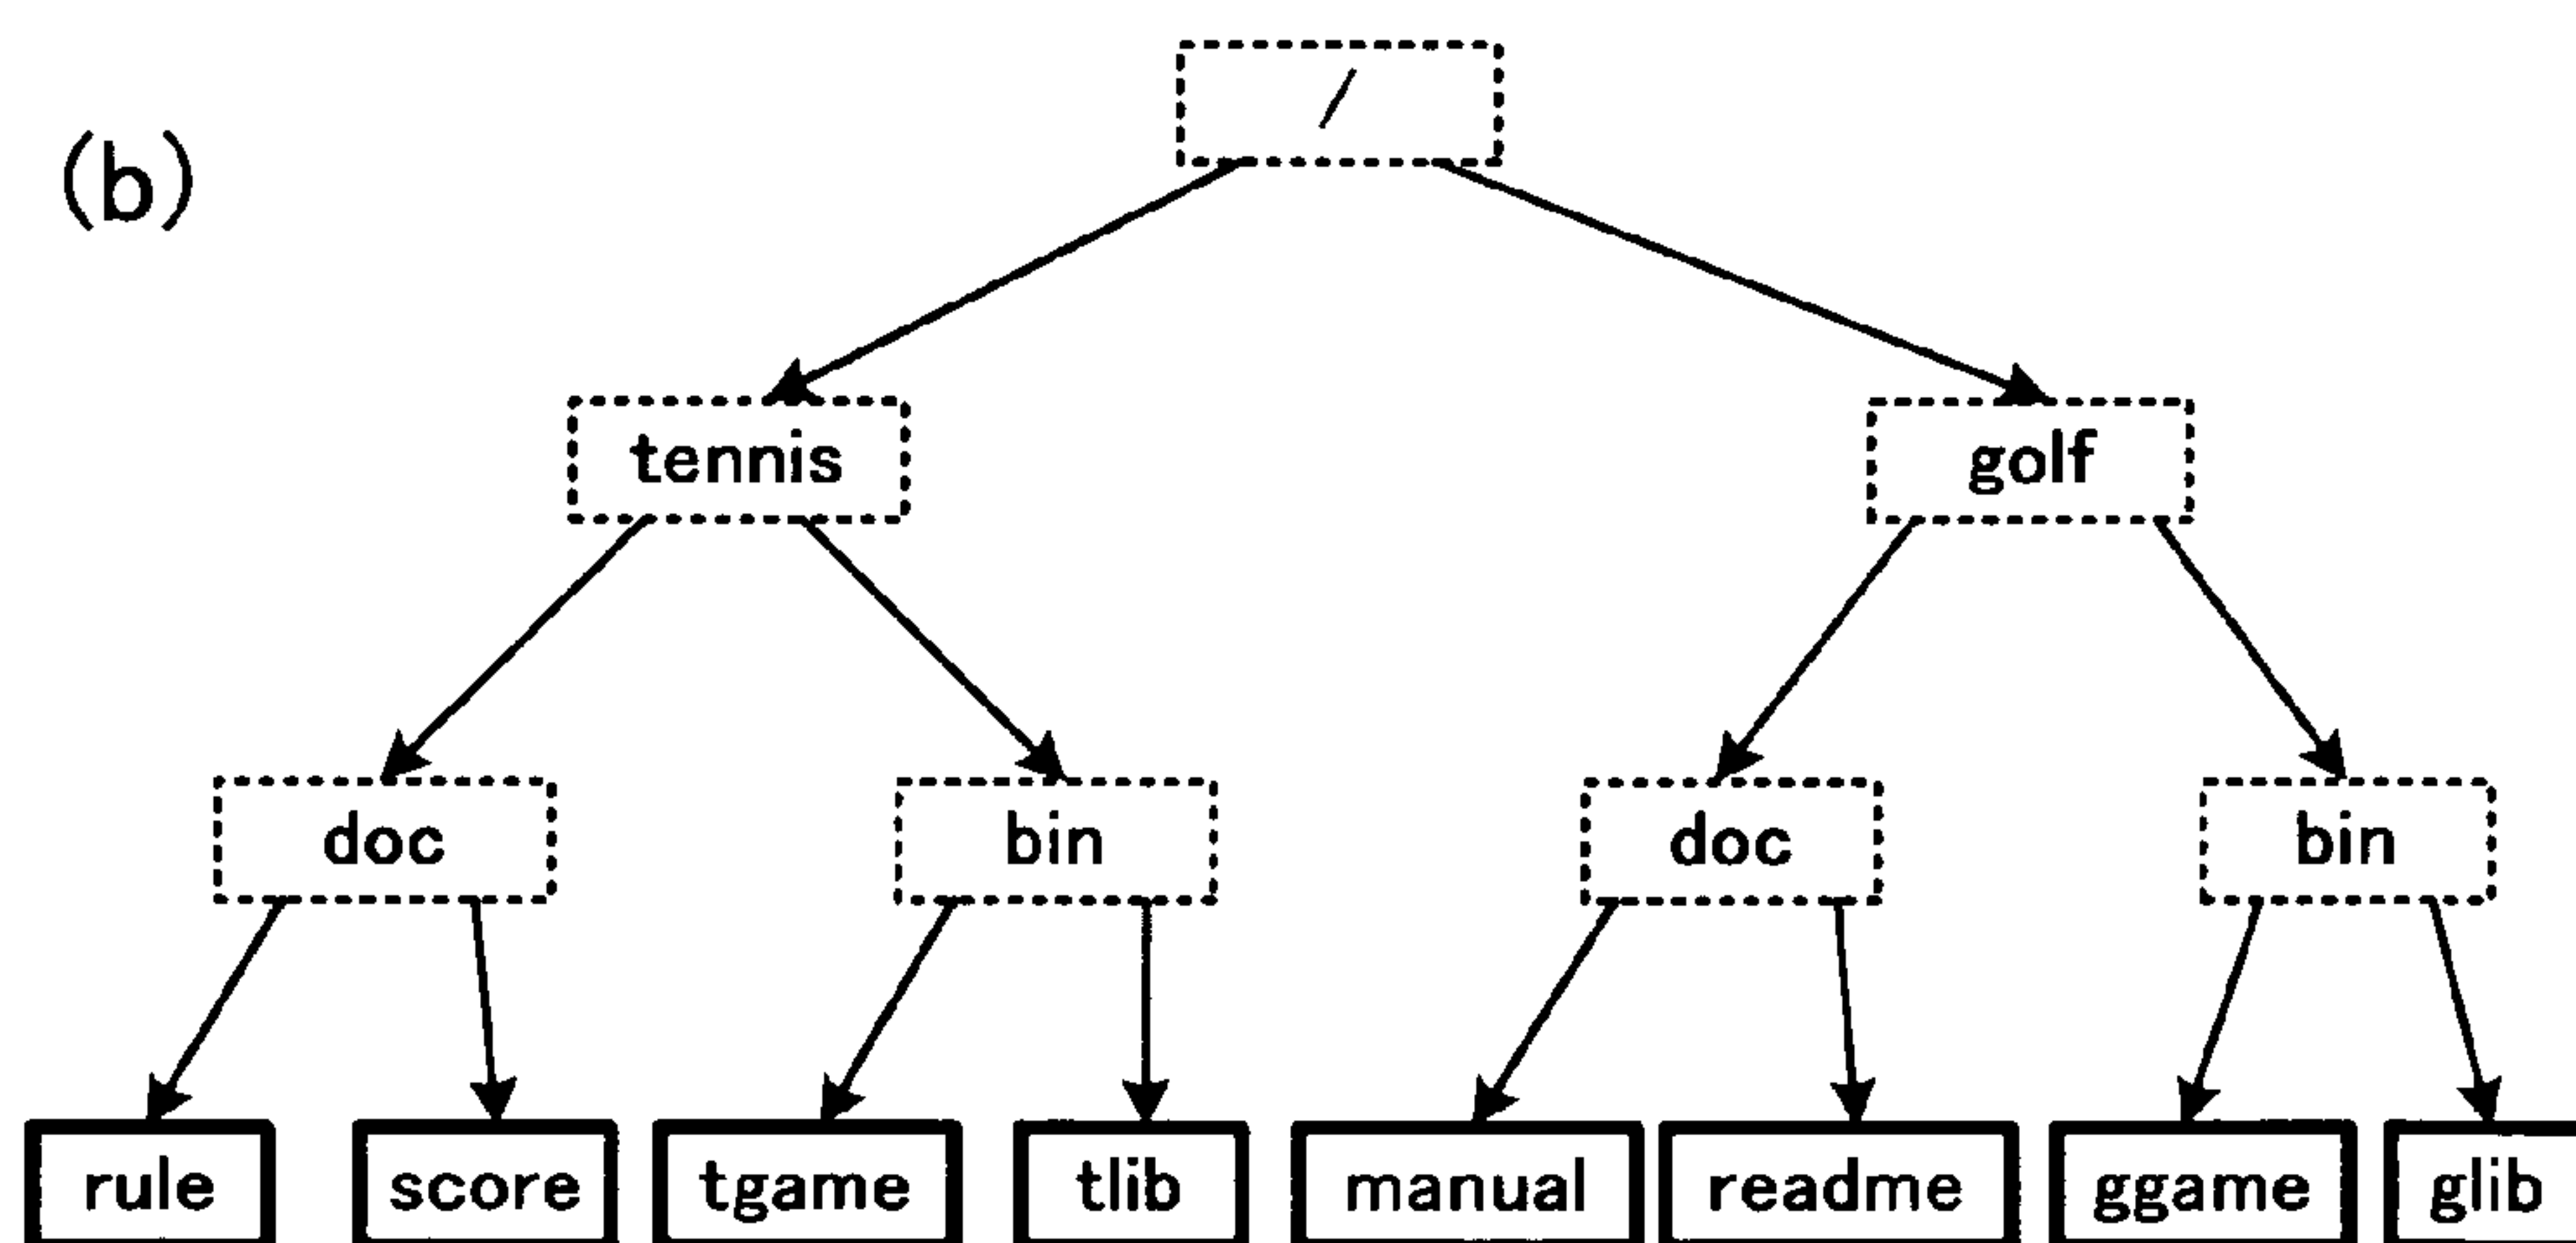 /
(b)
tennis golf
doc bin doc bin
rule score tgame tlib manual readme ggame glib